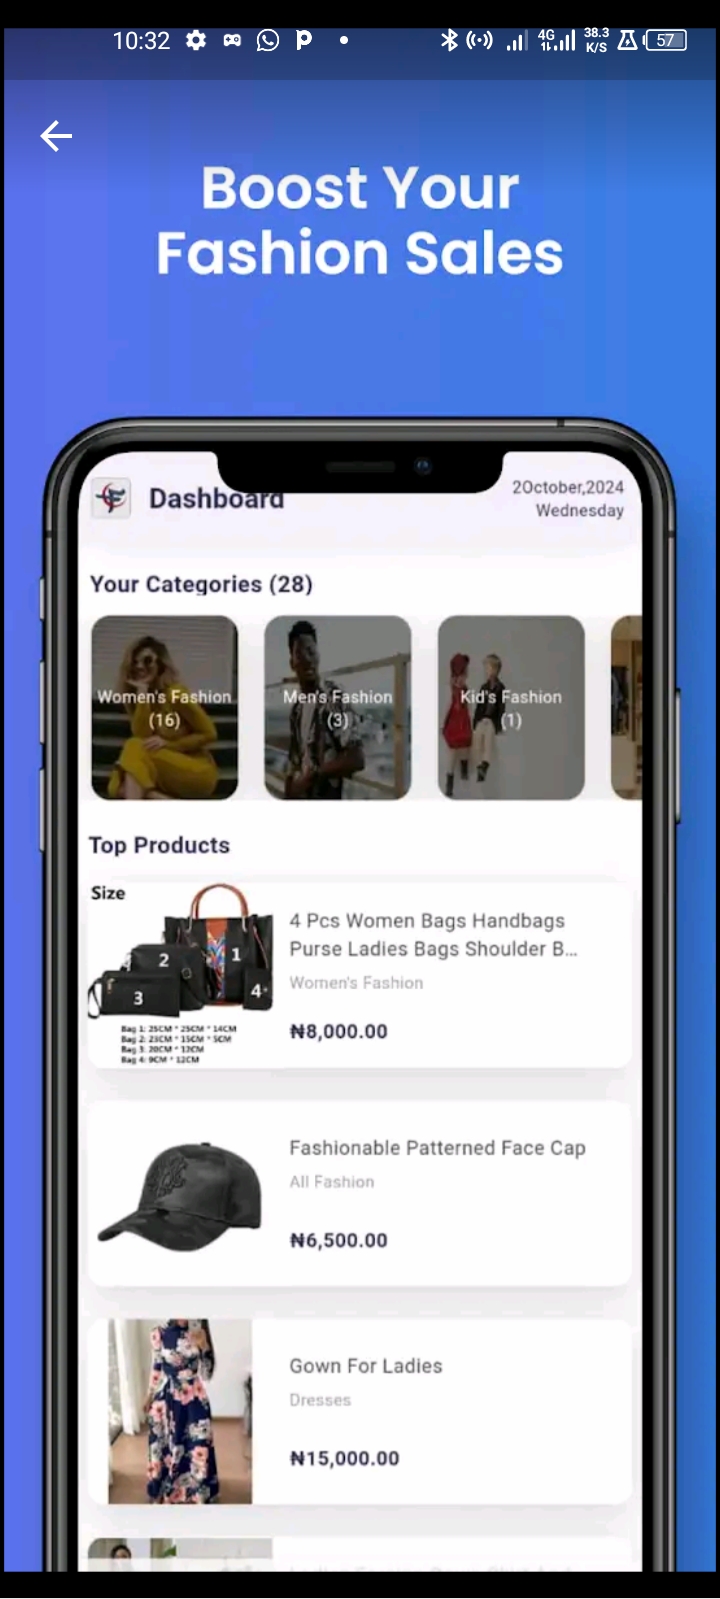 10:32
4G
38.3
K/S
57
Boost Your
Fashion Sales
Dashboard
2October,2024
Wednesday
Your Categories (28)
Women's Fashion
(16)
Men's Fashion
(3)
Kid's Fashion
(1)
Top Products
Size
1
2
3
4
Bag 1: 25CM * 25CM * 14CM
Bag 2: 23CM * 15CM * 5CM
Bag 3: 20CM * 12CM
Bag 4: 9CM * 12CM
4 Pcs Women Bags Handbags
Purse Ladies Bags Shoulder B...
Women's Fashion
₦8,000.00
Fashionable Patterned Face Cap
All Fashion
₦6,500.00
Gown For Ladies
Dresses
₦15,000.00